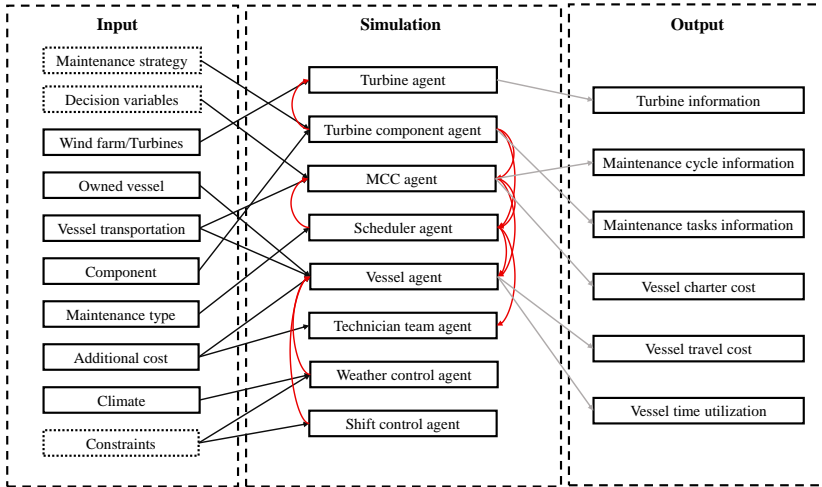 Input
Maintenance strategy
Decision variables
Wind farm/Turbines
Owned vessel
Vessel transportation
Component
Maintenance type
Additional cost
Climate
Constraints
Simulation
Turbine agent
Turbine component agent
MCC agent
Scheduler agent
Vessel agent
Technician team agent
Weather control agent
Shift control agent
Output
Turbine information
Maintenance cycle information
Maintenance tasks information
Vessel charter cost
Vessel travel cost
Vessel time utilization